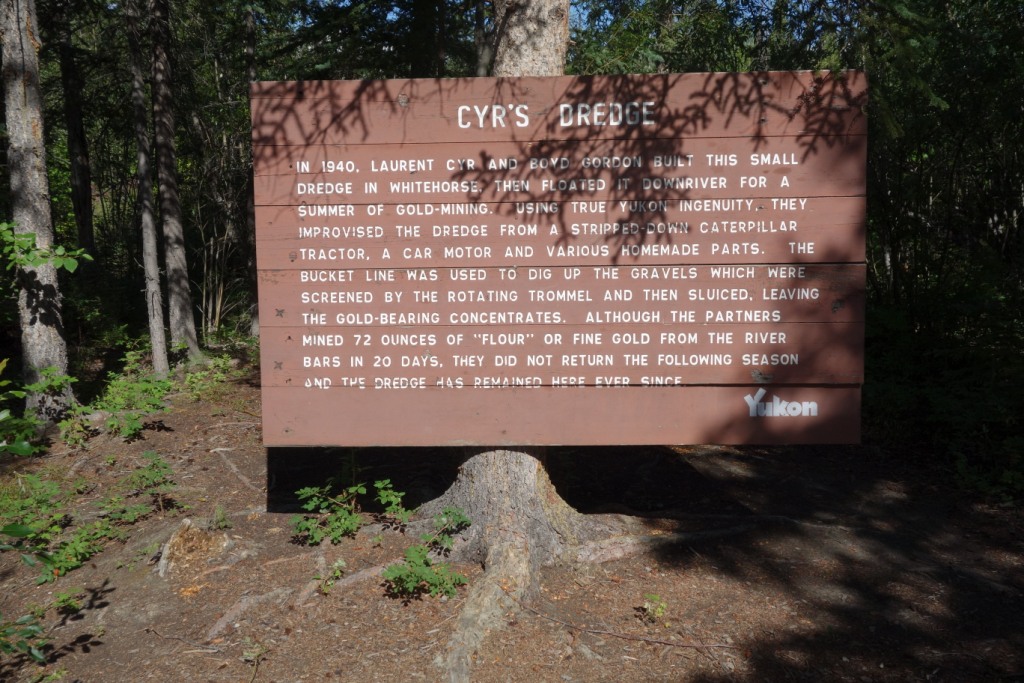 CYR'S DREDGE
IN 1940, LAURENT CYR AND BOYD GORDON BUILT THIS SMALL
DREDGE IN WHITEHORSE, THEN FLOATED IT DOWNRIVER FOR A
SUMMER OF GOLD-MINING. USING TRUE YUKON INGENUITY, THEY
IMPROVISED THE DREDGE FROM A STRIPPED-DOWN CATERPILLAR
TRACTOR, A CAR MOTOR AND VARIOUS HOMEMADE PARTS. THE
BUCKET LINE WAS USED TO DIG UP THE GRAVELS WHICH WERE
SCREENED BY THE ROTATING TROMMEL AND THEN SLUICED, LEAVING
THE GOLD-BEARING CONCENTRATES. ALTHOUGH THE PARTNERS
MINED 72 OUNCES OF "FLOUR" OR FINE GOLD FROM THE RIVER
BARS IN 20 DAYS, THEY DID NOT RETURN THE FOLLOWING SEASON
AND THE DREDGE HAS REMAINED HERE EVER SINCE.
Yukon